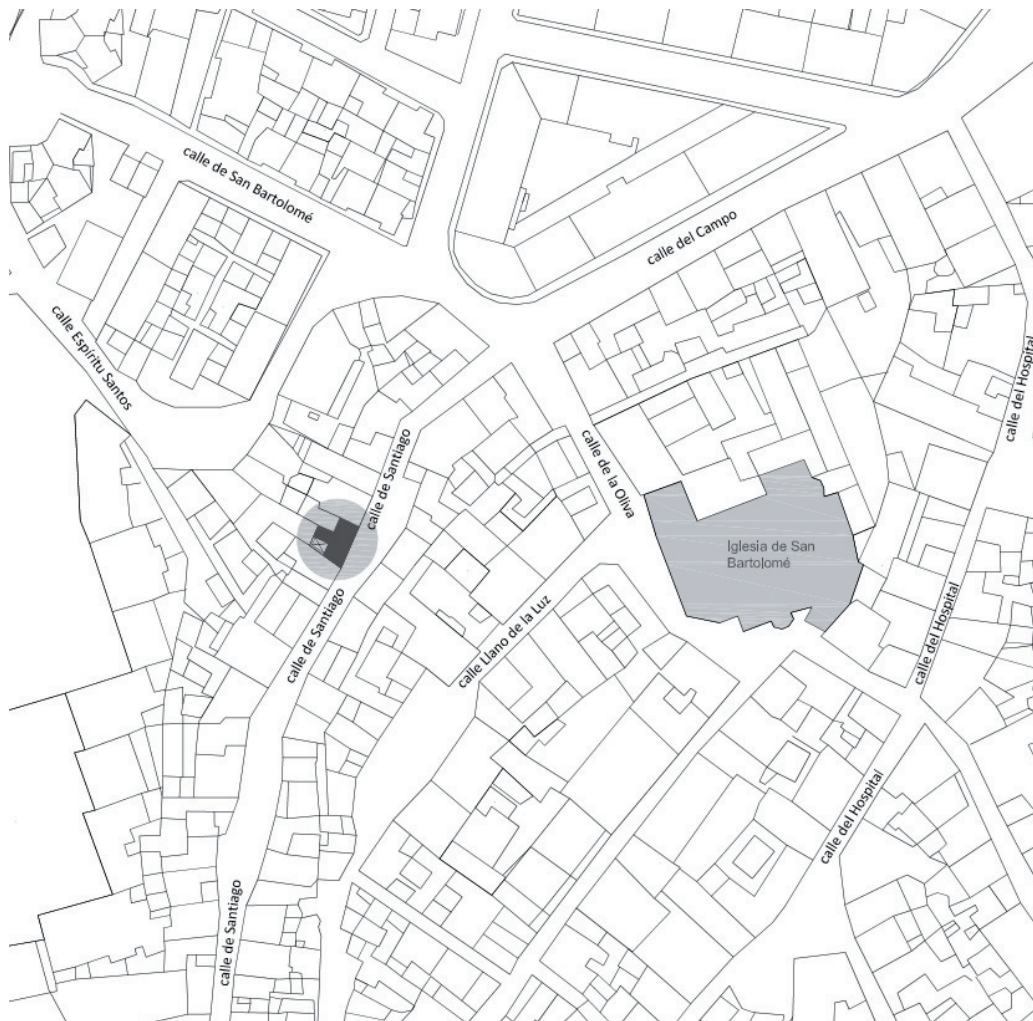 calle de San Bartolomé
calle del Campo
calle Espíritu Santos
calle del Hospital
calle de Santiago
calle de la Oliva
Iglesia de San
Bartolomé
calle de Santiago
calle Llano de la Luz
calle del Hospital
calle del Hospital
calle de Santiago